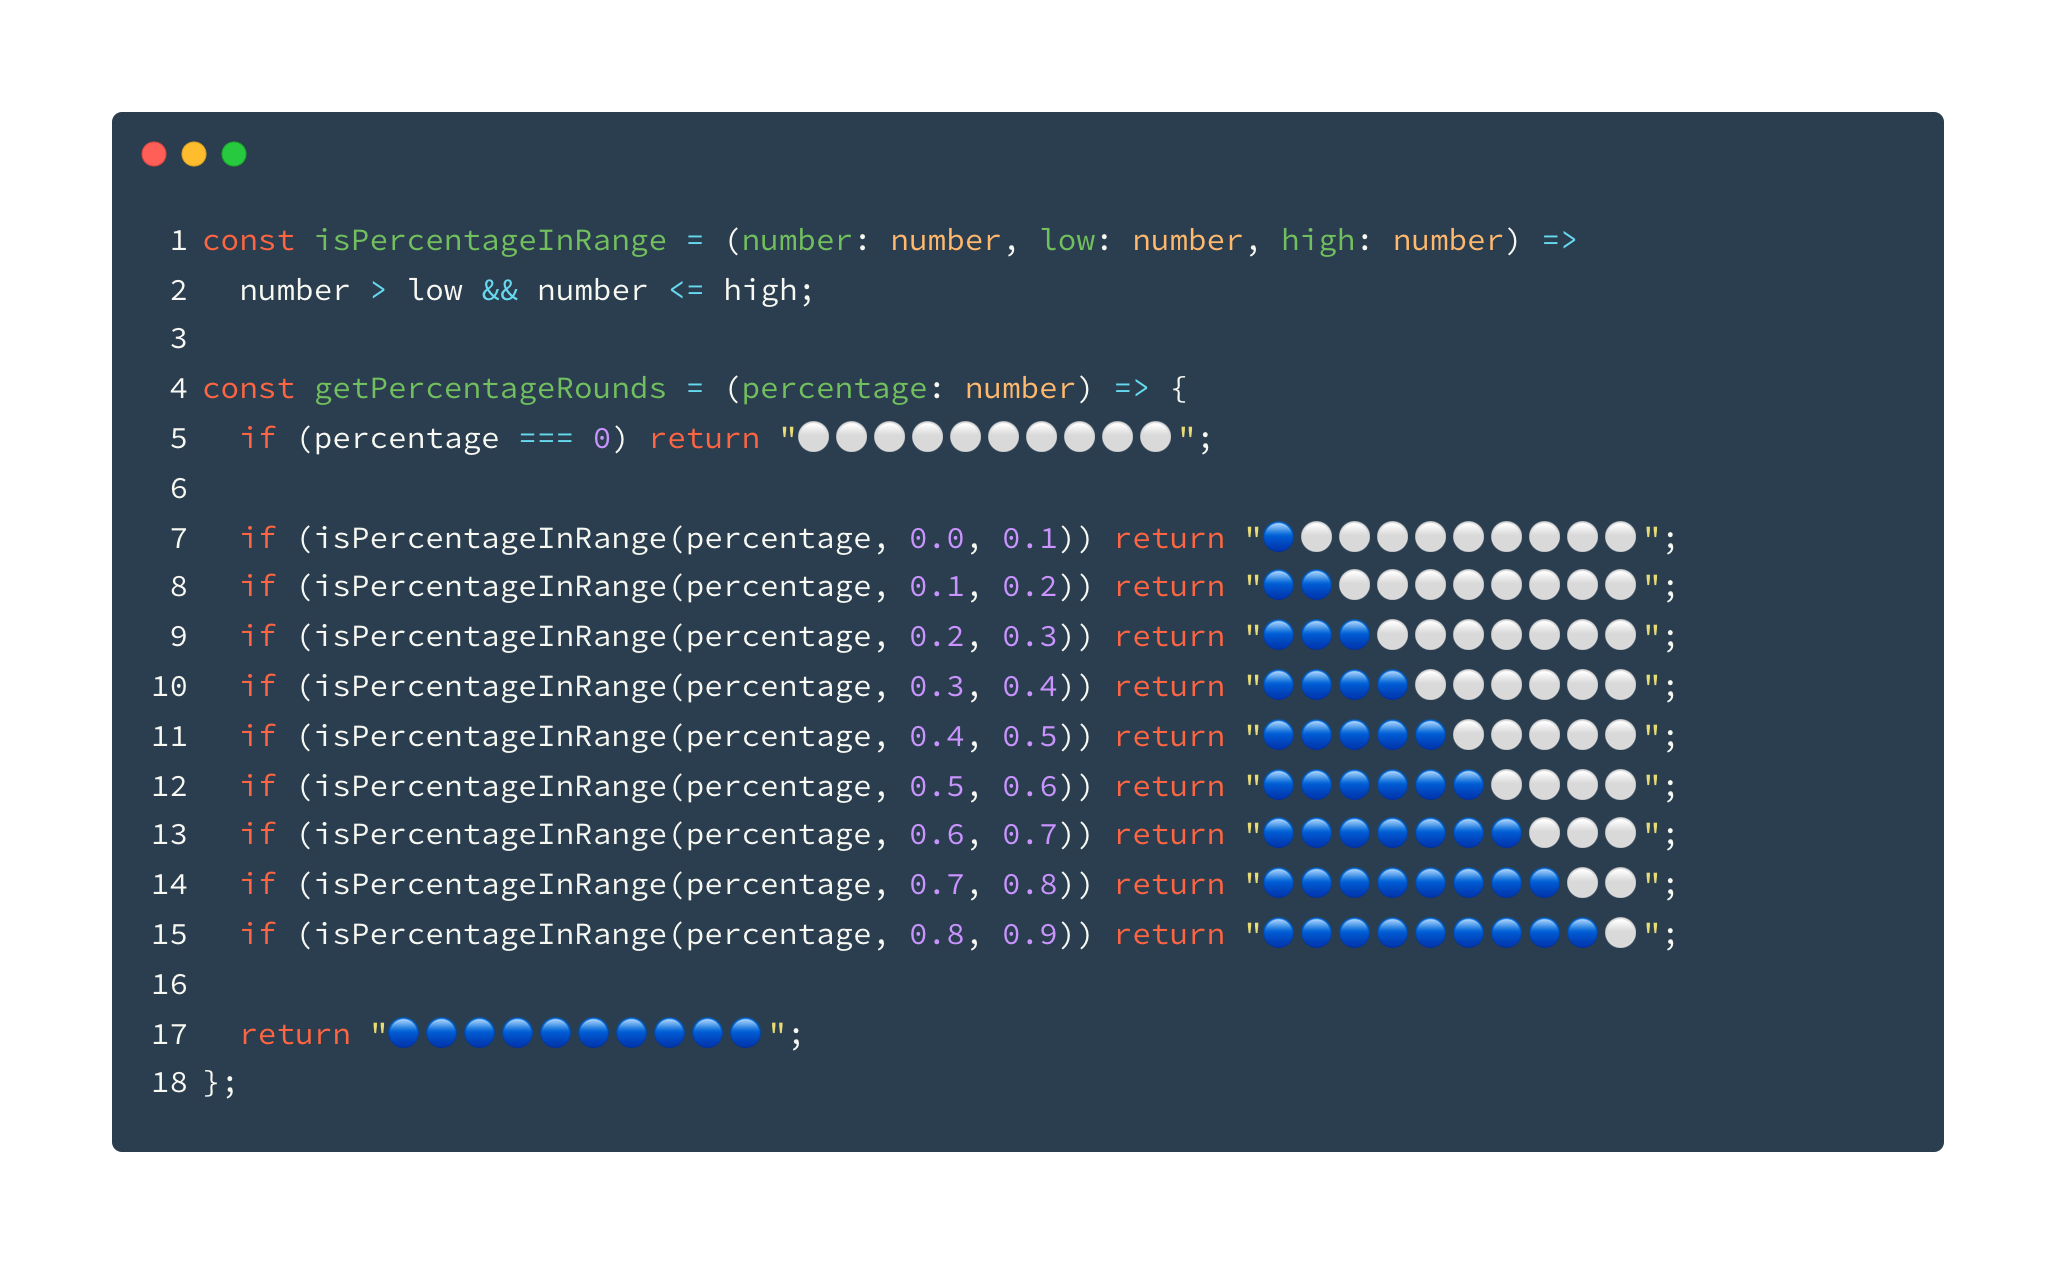 1 const isPercentageInRange = (number: number, low: number, high: number) =>
2   number > low && number <= high;
3
4 const getPercentageRounds = (percentage: number) => {
5   if (percentage === 0) return "⚪⚪⚪⚪⚪⚪⚪⚪⚪⚪";
6
7   if (isPercentageInRange(percentage, 0.0, 0.1)) return "🔵⚪⚪⚪⚪⚪⚪⚪⚪⚪";
8   if (isPercentageInRange(percentage, 0.1, 0.2)) return "🔵🔵⚪⚪⚪⚪⚪⚪⚪⚪";
9   if (isPercentageInRange(percentage, 0.2, 0.3)) return "🔵🔵🔵⚪⚪⚪⚪⚪⚪⚪";
10   if (isPercentageInRange(percentage, 0.3, 0.4)) return "🔵🔵🔵🔵⚪⚪⚪⚪⚪⚪";
11   if (isPercentageInRange(percentage, 0.4, 0.5)) return "🔵🔵🔵🔵🔵⚪⚪⚪⚪⚪";
12   if (isPercentageInRange(percentage, 0.5, 0.6)) return "🔵🔵🔵🔵🔵🔵⚪⚪⚪⚪";
13   if (isPercentageInRange(percentage, 0.6, 0.7)) return "🔵🔵🔵🔵🔵🔵🔵⚪⚪⚪";
14   if (isPercentageInRange(percentage, 0.7, 0.8)) return "🔵🔵🔵🔵🔵🔵🔵🔵⚪⚪";
15   if (isPercentageInRange(percentage, 0.8, 0.9)) return "🔵🔵🔵🔵🔵🔵🔵🔵🔵⚪";
16
17   return "🔵🔵🔵🔵🔵🔵🔵🔵🔵🔵";
18 };